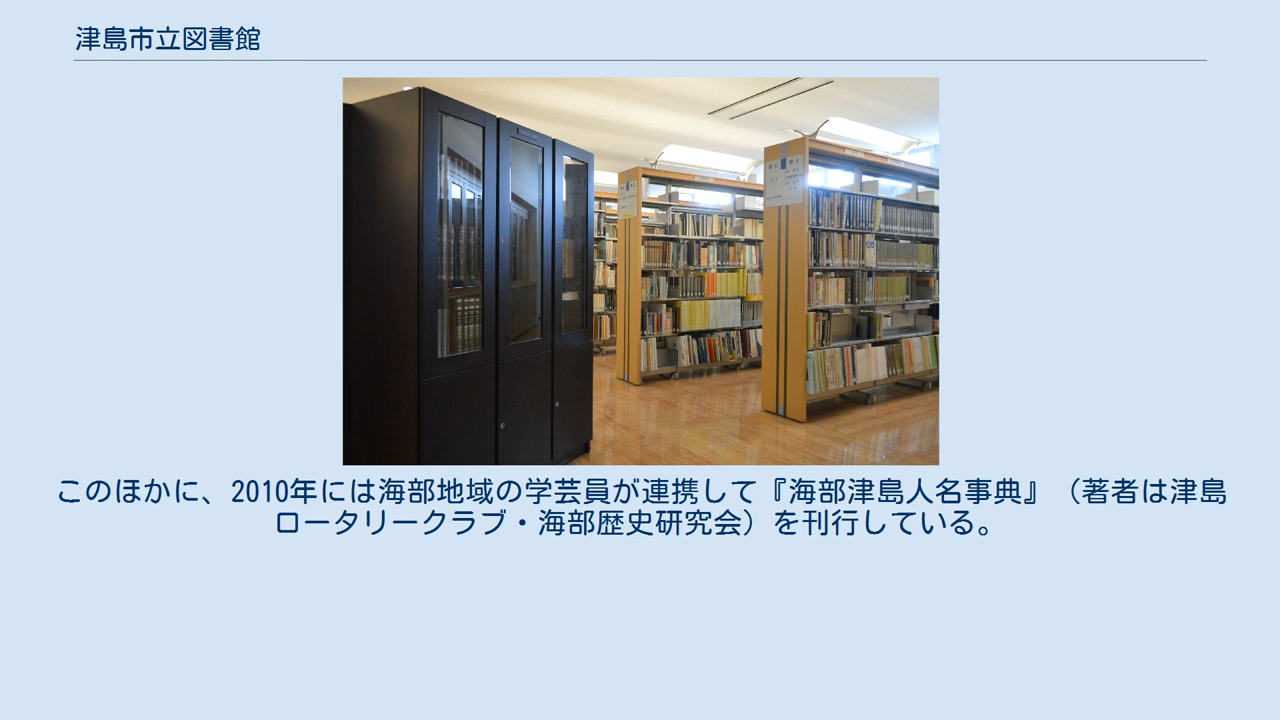 津島市立図書館
このほかに、2010年には海部地域の学芸員が連携して『海部津島人名事典』（著者は津島
ロータリークラブ・海部歴史研究会）を刊行している。